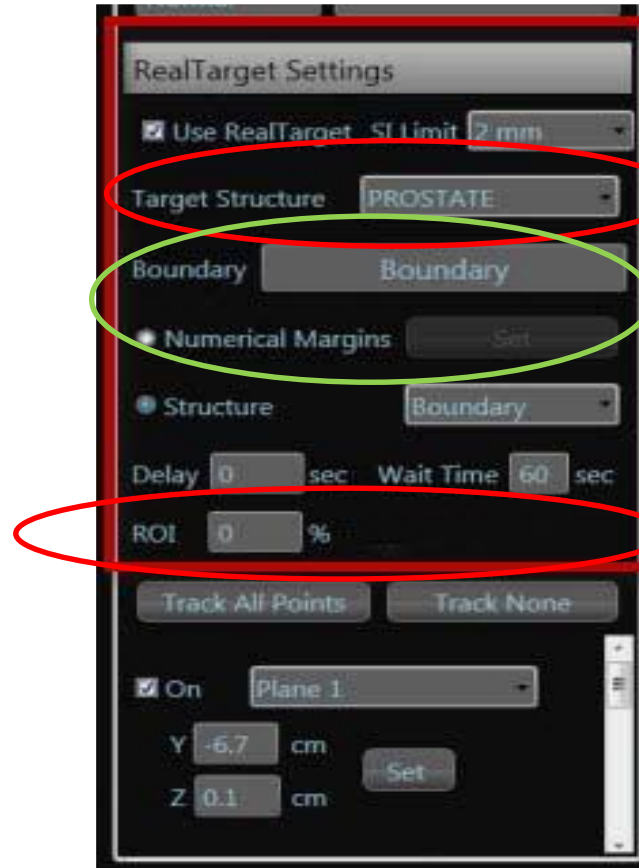 Normal
RealTarget Settings
Use RealTarget SI Limit 2 mm
Target Structure PROSTATE
Boundary Boundary
Numerical Margins Set
Structure Boundary
Delay 0 sec Wait Time 60 sec
ROI 0 %
Track All Points Track None
On Plane 1
Y -6.7 cm
Set
Z 0.1 cm